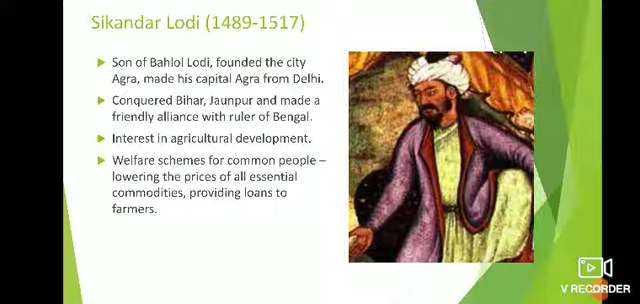 Sikandar Lodi (1489-1517)
Son of Bahlol Lodi, founded the city
Agra, made his capital Agra from Delhi.
Conquered Bihar, Jaunpur and made a
friendly alliance with ruler of Bengal.
Interest in agricultural development.
Welfare schemes for common people –
lowering the prices of all essential
commodities, providing loans to
farmers.
V RECORDER